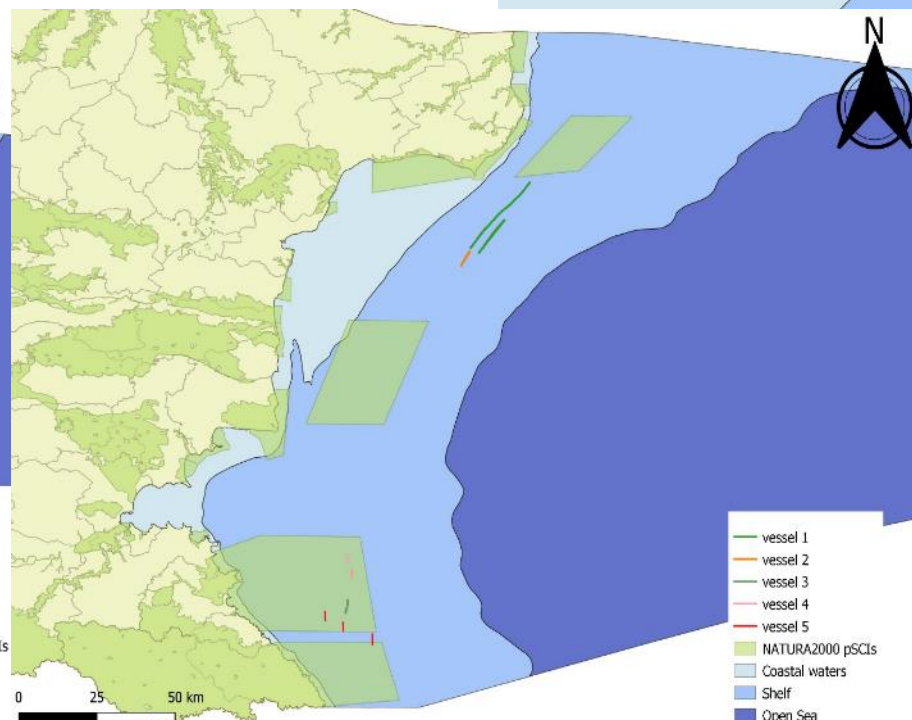 N
vessel 1
vessel 2
vessel 3
vessel 4
vessel 5
NATURA2000 pSCIs
Coastal waters
Shelf
Open Sea
0 25 50 km